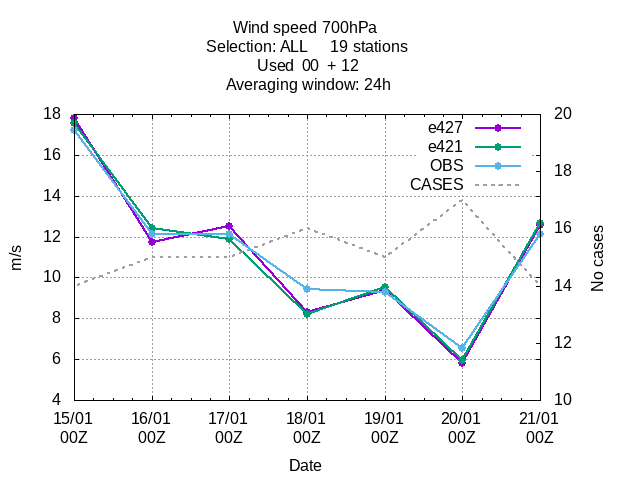 Wind speed 700hPa
Selection: ALL     19 stations
Used  00  + 12
Averaging window: 24h
18
16
14
12
10
8
6
4
m/s
e427
e421
OBS
CASES
20
18
16
14
12
10
No cases
15/01 16/01 17/01 18/01 19/01 20/01 21/01
00Z 00Z 00Z 00Z 00Z 00Z 00Z
Date